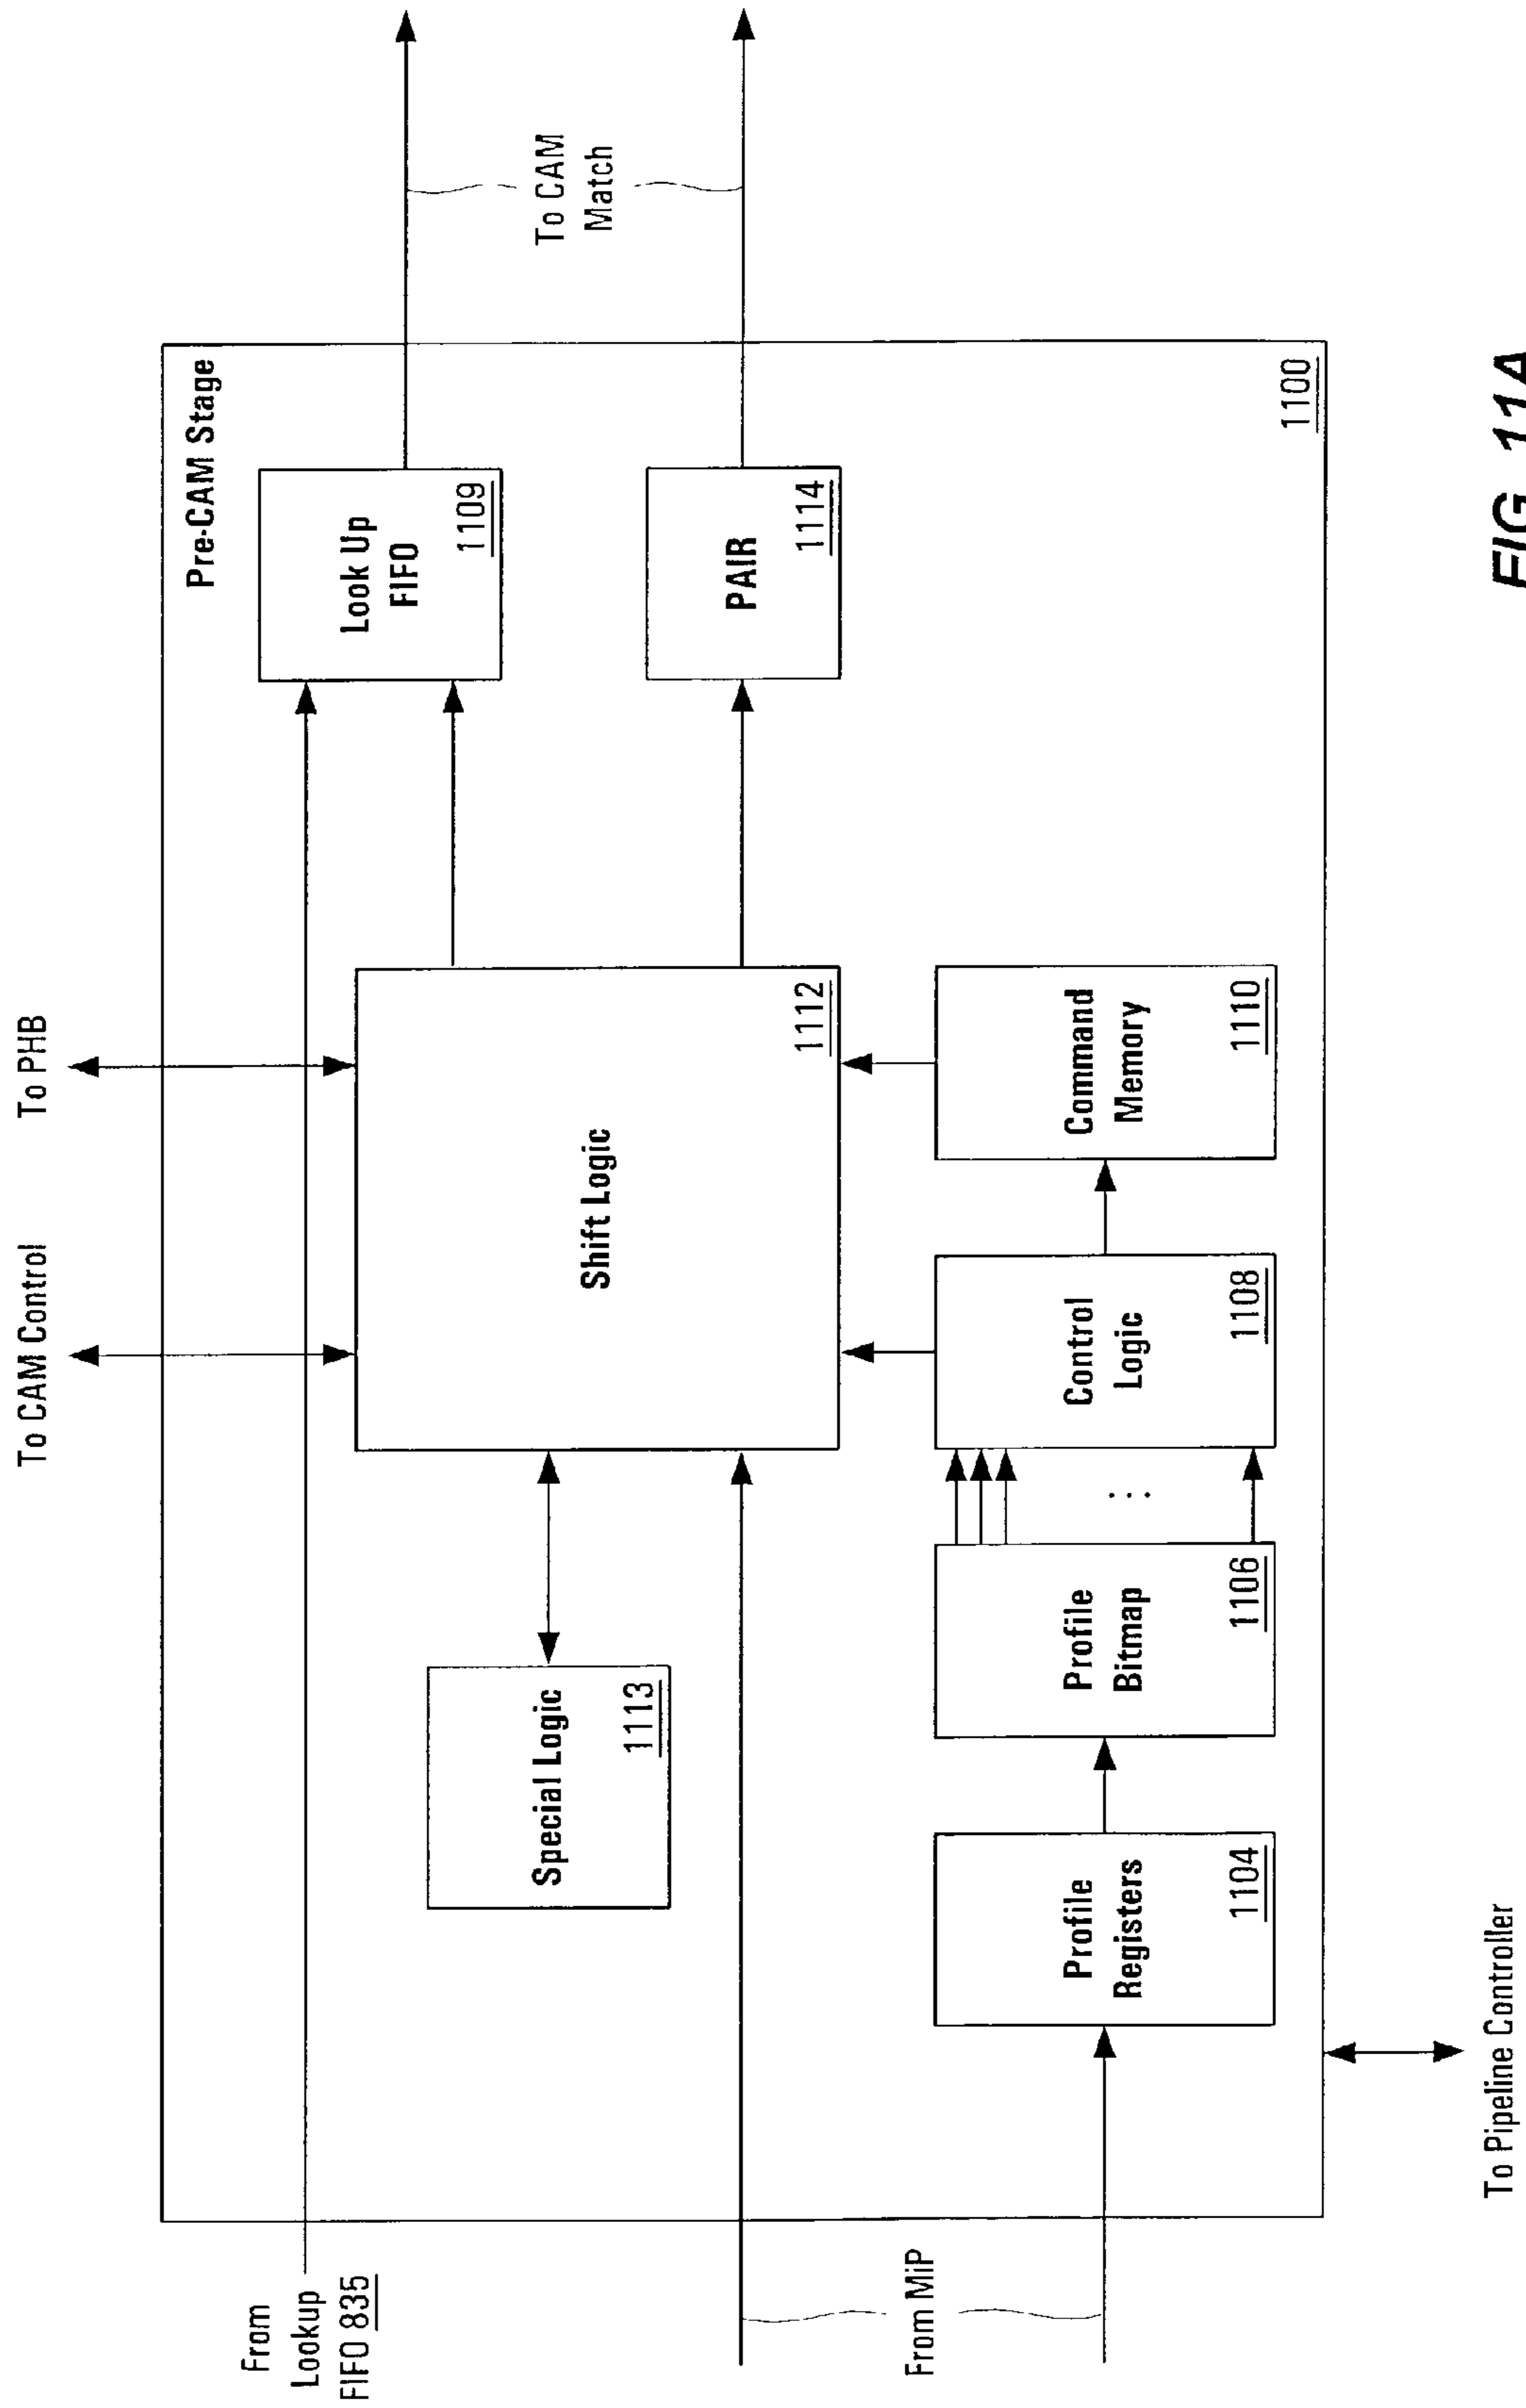 To CAM Control
To PHB
From
Lookup
FIFO 835
Pre-CAM Stage
Look Up
FIFO
1109
Special Logic
1113
Shift Logic
1112
PAIR
1114
To CAM
Match
From MiP
Profile
Registers
1104
Profile
Bitmap
1106
...
Control
Logic
1108
Command
Memory
1110
1100
To Pipeline Controller
FIG. 11A